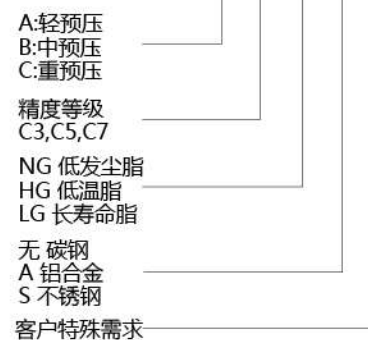 A:轻预压
B:中预压
C:重预压
精度等级
C3,C5,C7
NG 低发尘脂
HG 低温脂
LG 长寿命脂
无 碳钢
A 铝合金
S 不锈钢
客户特殊需求